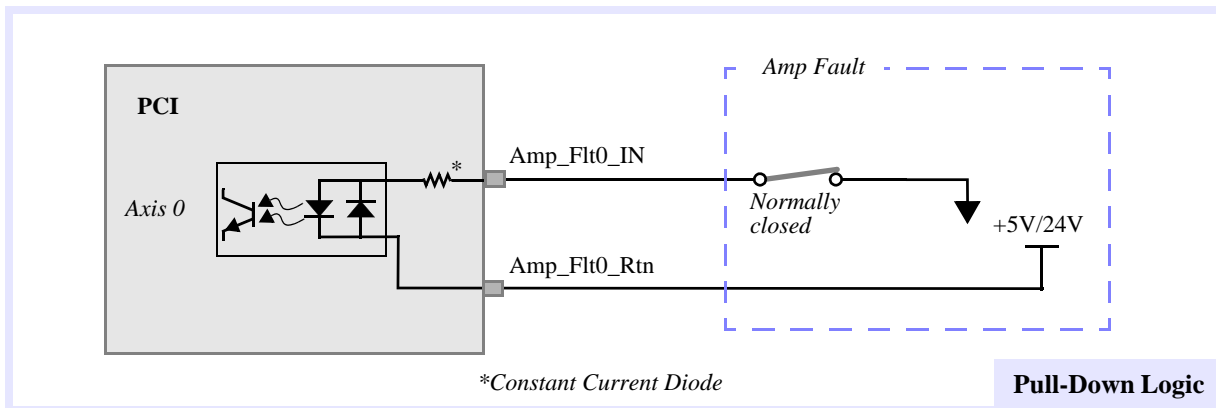 Amp Fault
PCI
*
Amp_Flt0_IN
Axis 0
Normally
closed
+5V/24V
Amp_Flt0_Rtn
*Constant Current Diode
Pull-Down Logic